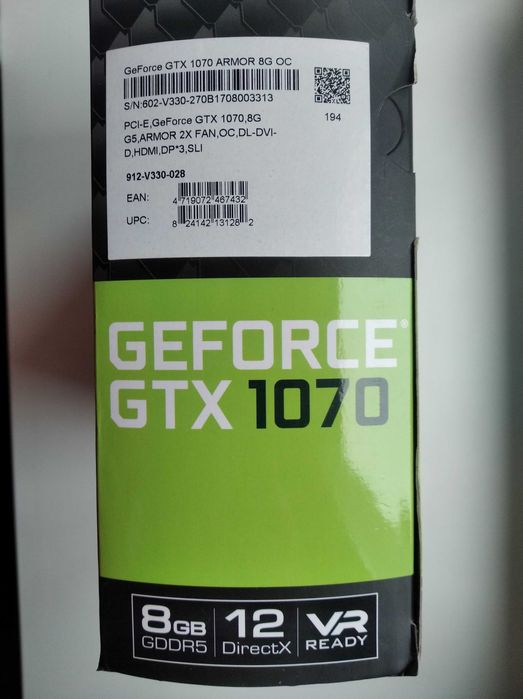 GeForce GTX 1070 ARMOR 8G OC
S/N:602-V330-270B1708003313
194
PCI-E,GeForce GTX 1070,8G
G5,ARMOR 2X FAN,OC,DL-DVI-
D,HDMI,DP*3,SLI
912-V330-028
EAN: 4 719072 467432
UPC: 8 24142 13128 2
GEFORCE®
GTX 1070
8GB GDDR5
12 DirectX
VR READY